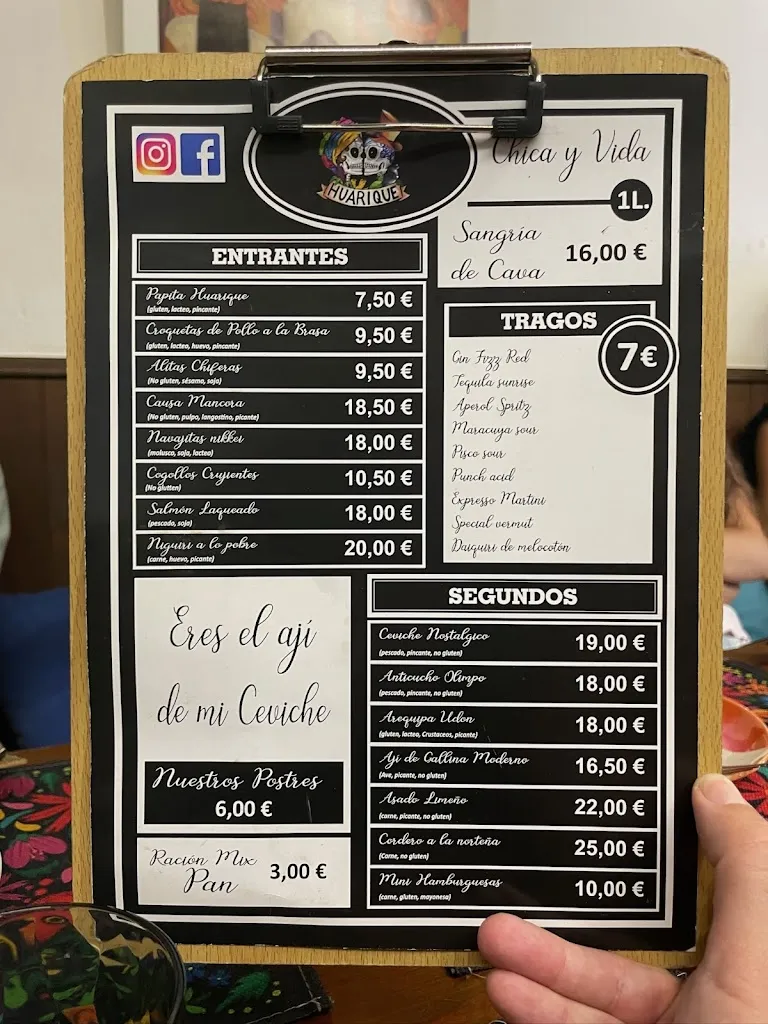 HUARIQUE
Chica y Vida
1L.
Sangría
de Cava
16,00 €
ENTRANTES
Papita Huarique 7,50 €
(gluten, lacteo, picante)
Croquetas de Pollo a la Brasa 9,50 €
(gluten, lacteo, huevo, picante)
Alitas Chiferas 9,50 €
(No gluten, sésamo, soja)
Causa Mancora 18,50 €
(No gluten, pulpo, langostino, picante)
Navajitas nikkei 18,00 €
(molusco, soja, lacteo)
Cogollos Crujientes 10,50 €
(No glutten)
Salmón Laqueado 18,00 €
(pescado, soja)
Niguiri a lo pobre 20,00 €
(carne, huevo, picante)
TRAGOS
7€
Gin Fizz Red
Tequila sunrise
Aperol Spritz
Maracuya sour
Pisco sour
Punch acid
Expresso Martini
Special vermut
Daiquiri de melocotón
Eres el ají
de mi Ceviche
Nuestros Postres
6,00 €
Ración Mix
Pan
3,00 €
SEGUNDOS
Ceviche Nostalgico 19,00 €
(pescado, picante, no gluten)
Anticucho Olimpo 18,00 €
(pescado, picante, no gluten)
Arequipa Udon 18,00 €
(gluten, lacteo, Crustaceos, picante)
Aji de Gallina Moderno 16,50 €
(Ave, picante, no gluten)
Asado Limeño 22,00 €
(carne, picante, no gluten)
Cordero a la norteña 25,00 €
(Carne, no gluten)
Mini Hamburguesas 10,00 €
(carne, gluten, mayonesa)